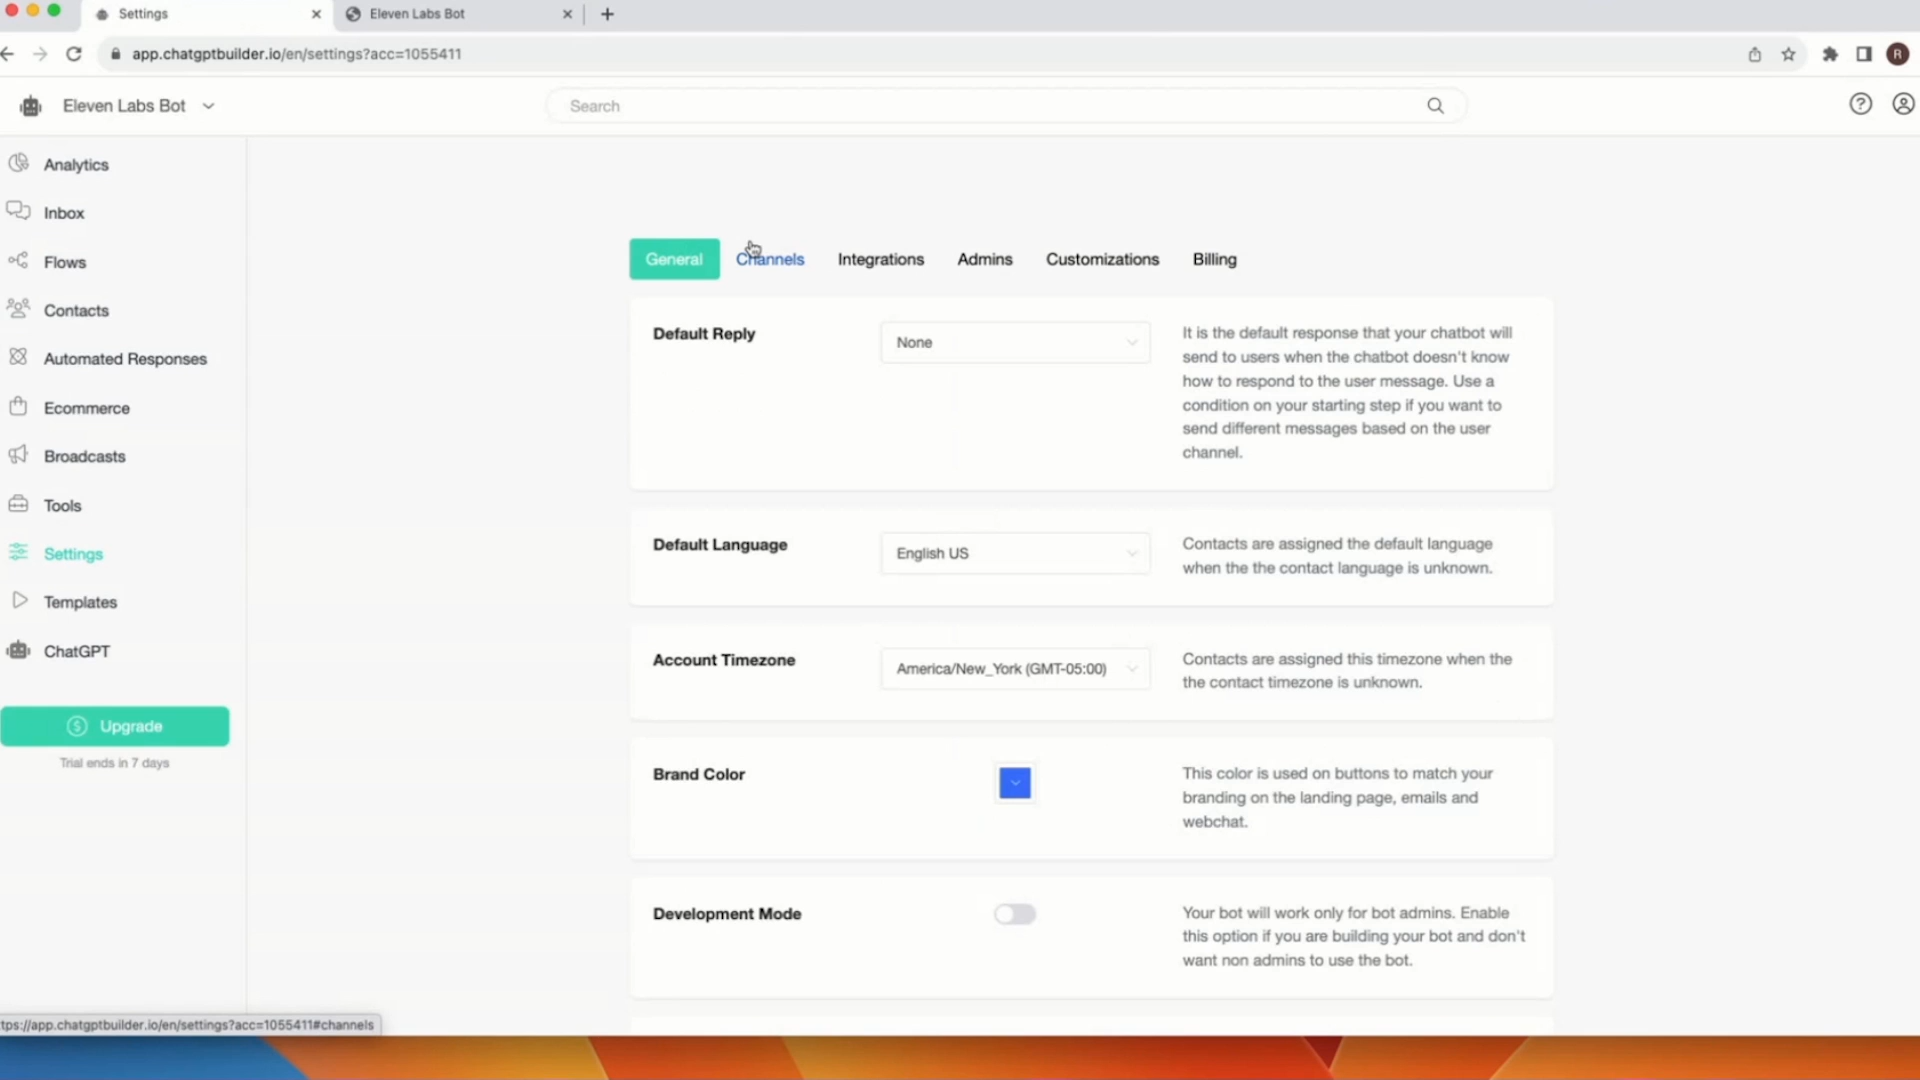 Settings
Eleven Labs Bot
app.chatgptbuilder.io/en/settings?acc=1055411
R
Eleven Labs Bot
Search
Analytics
Inbox
Flows
Contacts
Automated Responses
Ecommerce
Broadcasts
Tools
Settings
Templates
ChatGPT
Upgrade
Trial ends in 7 days
General
Channels
Integrations
Admins
Customizations
Billing
Default Reply
None
It is the default response that your chatbot will
send to users when the chatbot doesn't know
how to respond to the user message. Use a
condition on your starting step if you want to
send different messages based on the user
channel.
Default Language
English US
Contacts are assigned the default language
when the the contact language is unknown.
Account Timezone
America/New_York (GMT-05:00)
Contacts are assigned this timezone when the
the contact timezone is unknown.
Brand Color
This color is used on buttons to match your
branding on the landing page, emails and
webchat.
Development Mode
Your bot will work only for bot admins. Enable
this option if you are building your bot and don't
want non admins to use the bot.
tps://app.chatgptbuilder.io/en/settings?acc=1055411#channels